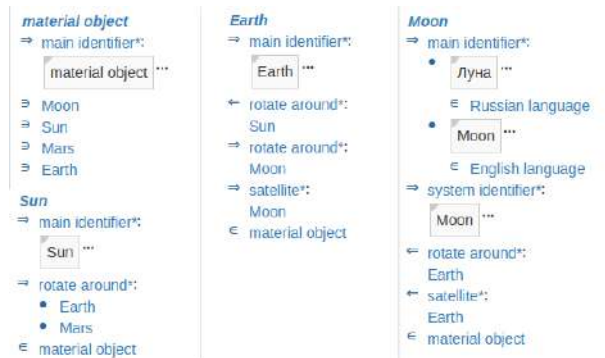 material object
⇒ main identifier*:
material object ...
∋ Moon
∋ Sun
∋ Mars
∋ Earth
Sun
⇒ main identifier*:
Sun ...
⇒ rotate around*:
• Earth
• Mars
∈ material object
Earth
⇒ main identifier*:
Earth ...
⇐ rotate around*:
Sun
⇒ rotate around*:
Moon
⇒ satellite*:
Moon
∈ material object
Moon
⇒ main identifier*:
• Луна ...
∈ Russian language
• Moon ...
∈ English language
⇒ system identifier*:
Moon ...
⇐ rotate around*:
Earth
⇐ satellite*:
Earth
∈ material object